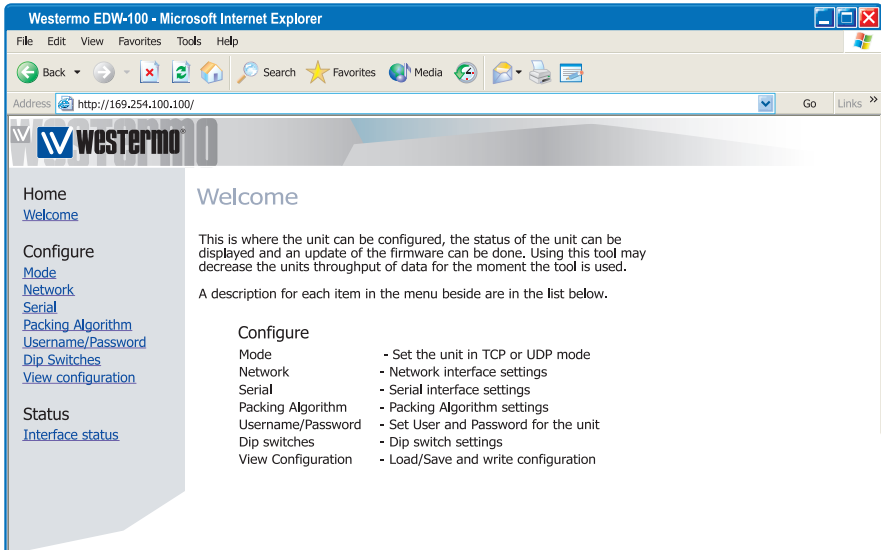 Westermo EDW-100 - Microsoft Internet Explorer
File Edit View Favorites Tools Help
Back Search Favorites Media
Address http://169.254.100.100/ Go Links »
westermo®
Home
Welcome
Configure
Mode
Network
Serial
Packing Algorithm
Username/Password
Dip Switches
View configuration
Status
Interface status
Welcome
This is where the unit can be configured, the status of the unit can be
displayed and an update of the firmware can be done. Using this tool may
decrease the units throughput of data for the moment the tool is used.
A description for each item in the menu beside are in the list below.
Configure
Mode - Set the unit in TCP or UDP mode
Network - Network interface settings
Serial - Serial interface settings
Packing Algorithm - Packing Algorithm settings
Username/Password - Set User and Password for the unit
Dip switches - Dip switch settings
View Configuration - Load/Save and write configuration